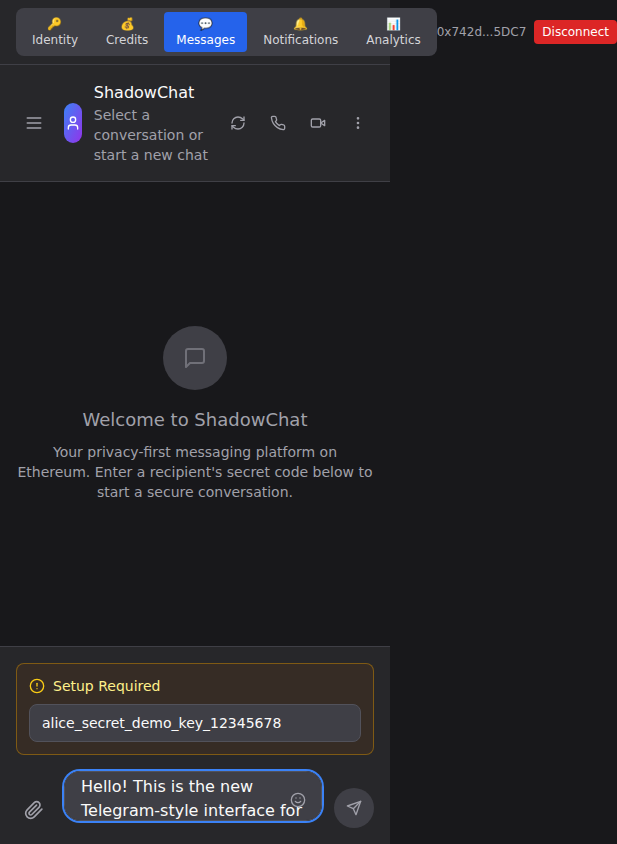 Identity
Credits
Messages
Notifications
Analytics
0x742d...5DC7
Disconnect
ShadowChat
Select a
conversation or
start a new chat
Welcome to ShadowChat
Your privacy-first messaging platform on
Ethereum. Enter a recipient's secret code below to
start a secure conversation.
Setup Required
alice_secret_demo_key_12345678
Hello! This is the new
Telegram-style interface for